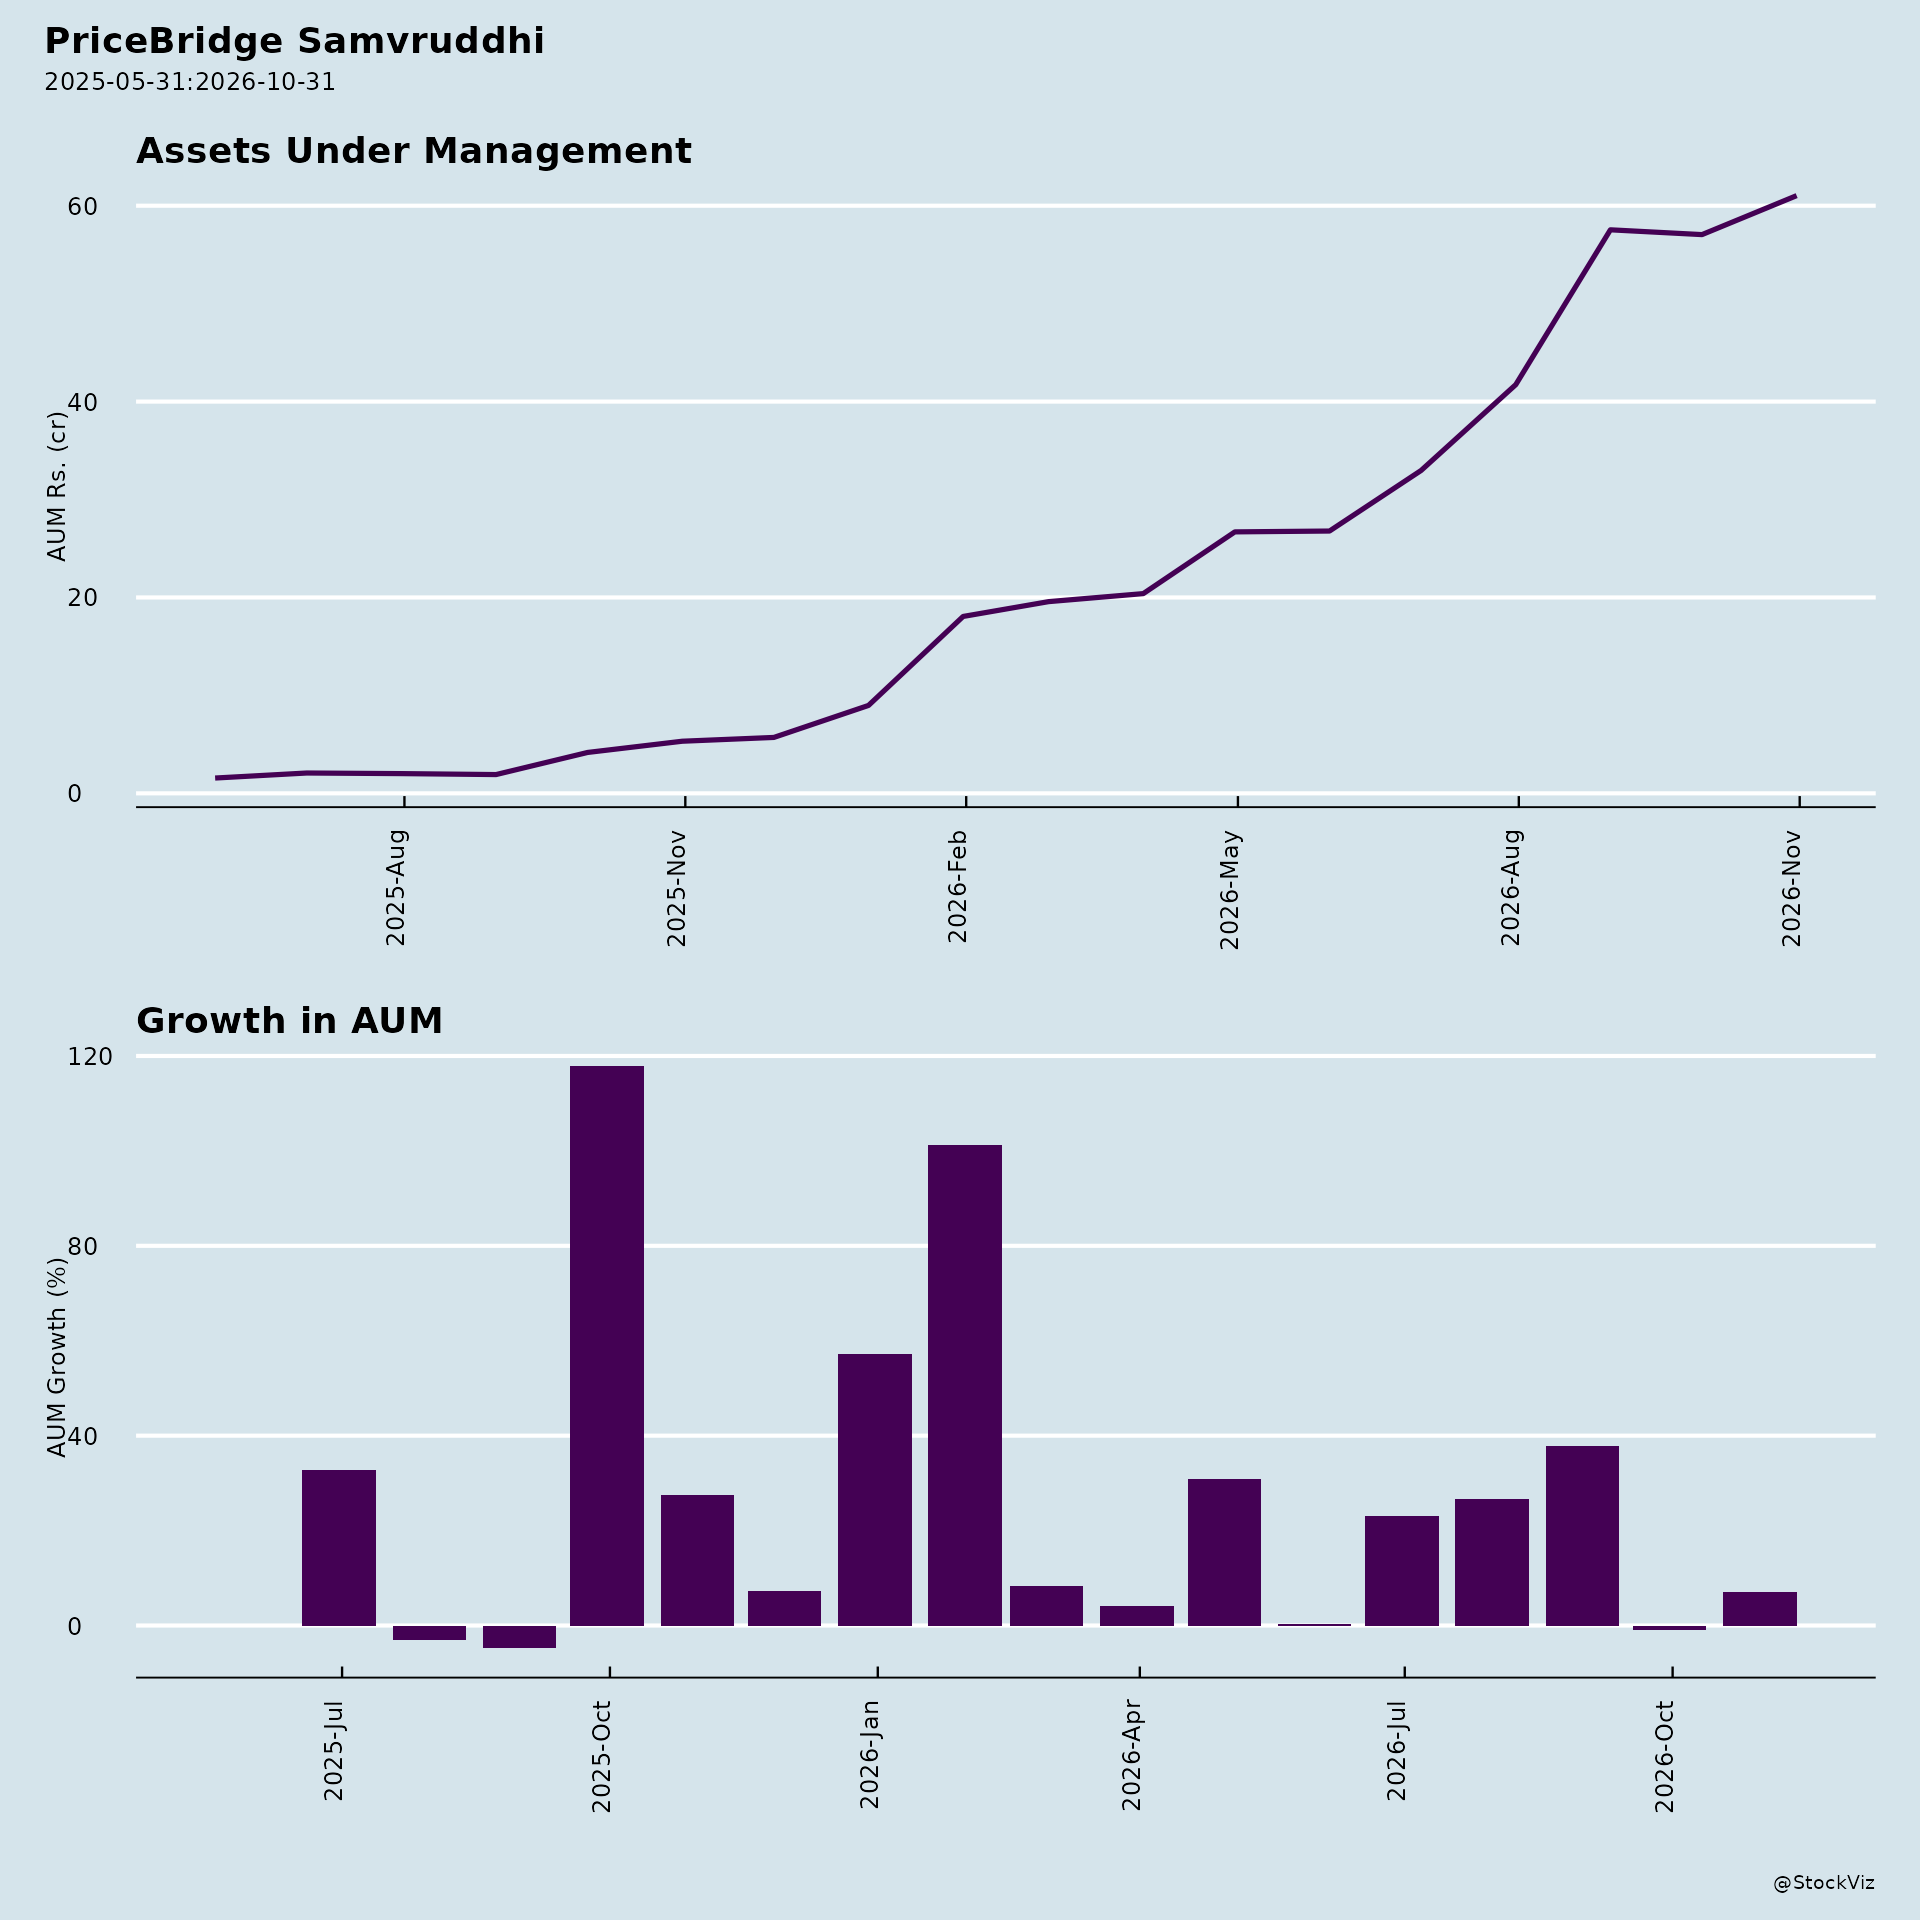 PriceBridge Samvruddhi
2025-05-31:2026-10-31
Assets Under Management
AUM Rs. (cr)
60
40
20
0
2025-Aug
2025-Nov
2026-Feb
2026-May
2026-Aug
2026-Nov
Growth in AUM
AUM Growth (%)
120
80
40
0
2025-Jul
2025-Oct
2026-Jan
2026-Apr
2026-Jul
2026-Oct
@StockViz